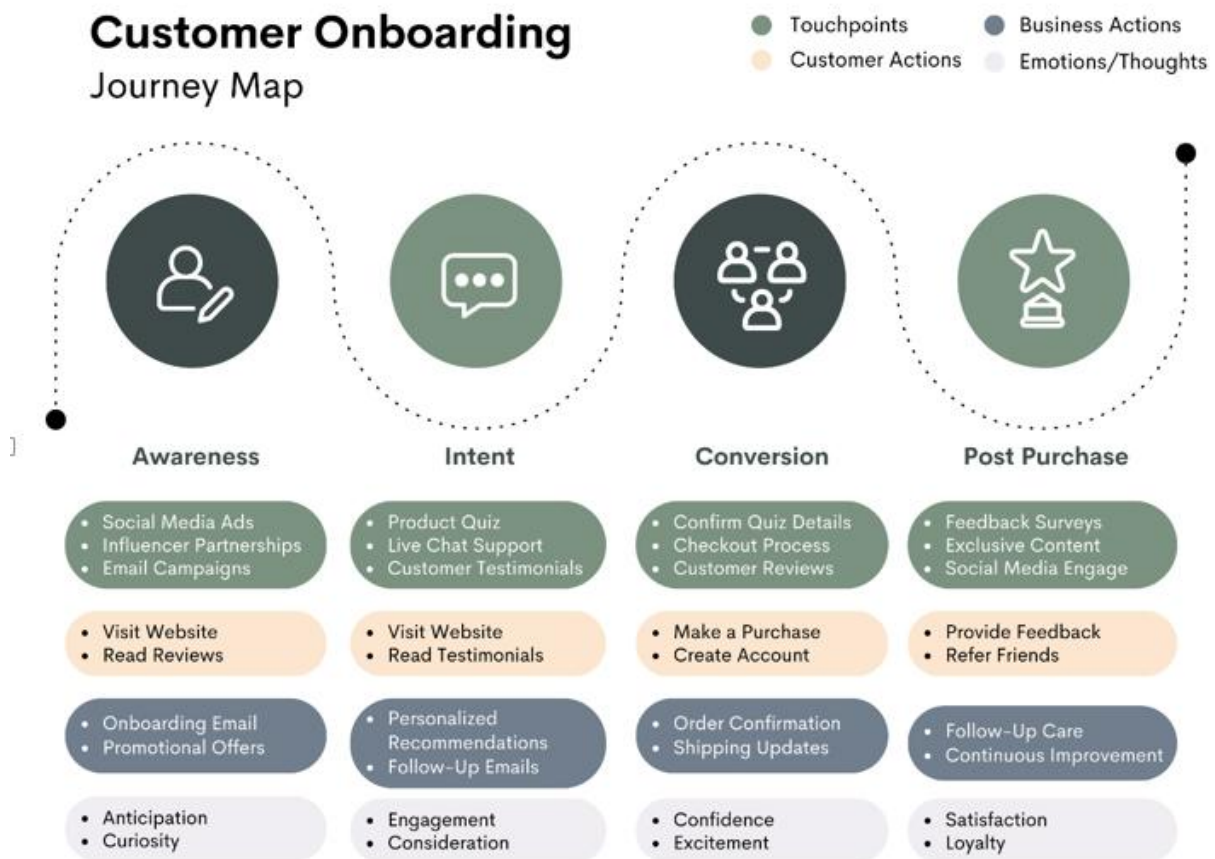 Customer Onboarding
Journey Map
Touchpoints
Business Actions
Customer Actions
Emotions/Thoughts
}
Awareness
Intent
Conversion
Post Purchase
• Social Media Ads
• Influencer Partnerships
• Email Campaigns
• Product Quiz
• Live Chat Support
• Customer Testimonials
• Confirm Quiz Details
• Checkout Process
• Customer Reviews
• Feedback Surveys
• Exclusive Content
• Social Media Engage
• Visit Website
• Read Reviews
• Visit Website
• Read Testimonials
• Make a Purchase
• Create Account
• Provide Feedback
• Refer Friends
• Onboarding Email
• Promotional Offers
• Personalized
Recommendations
• Follow-Up Emails
• Order Confirmation
• Shipping Updates
• Follow-Up Care
• Continuous Improvement
• Anticipation
• Curiosity
• Engagement
• Consideration
• Confidence
• Excitement
• Satisfaction
• Loyalty